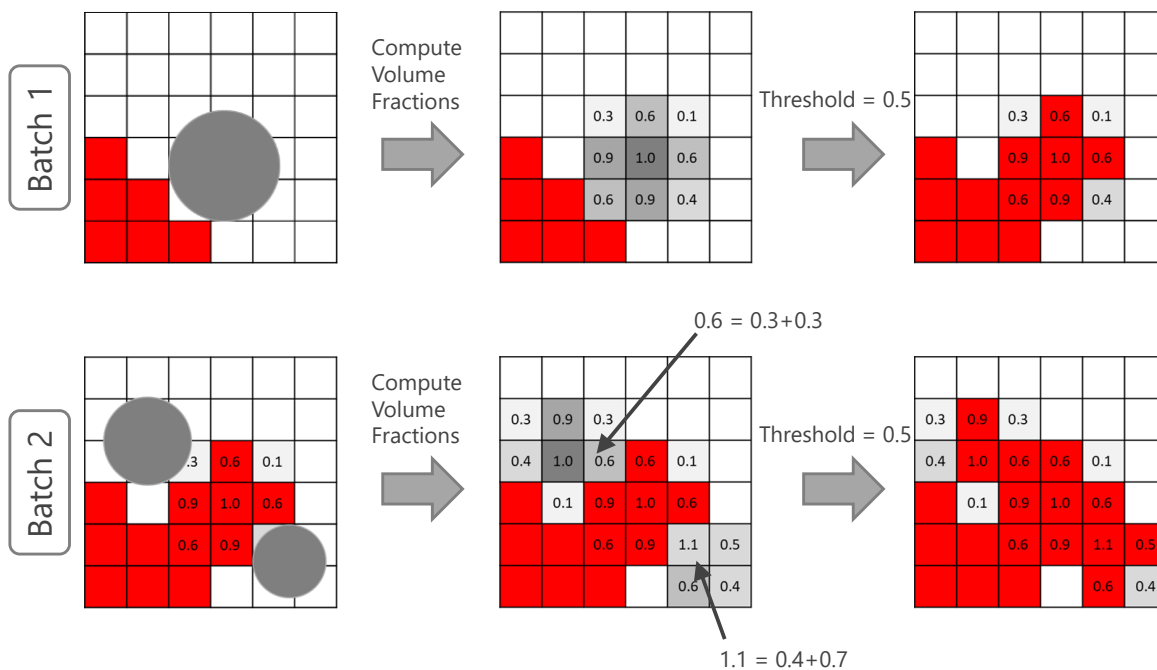 Batch 1
Compute
Volume
Fractions
0.3 0.6 0.1
0.9 1.0 0.6
0.6 0.9 0.4
Threshold = 0.5
0.3 0.6 0.1
0.9 1.0 0.6
0.6 0.9 0.4
0.6 = 0.3+0.3
Batch 2
.3 0.6 0.1
0.9 1.0 0.6
0.6 0.9
Compute
Volume
Fractions
0.3 0.9 0.3
0.4 1.0 0.6 0.6 0.1
0.1 0.9 1.0 0.6
0.6 0.9 1.1 0.5
0.6 0.4
Threshold = 0.5
0.3 0.9 0.3
0.4 1.0 0.6 0.6 0.1
0.1 0.9 1.0 0.6
0.6 0.9 1.1 0.5
0.6 0.4
1.1 = 0.4+0.7